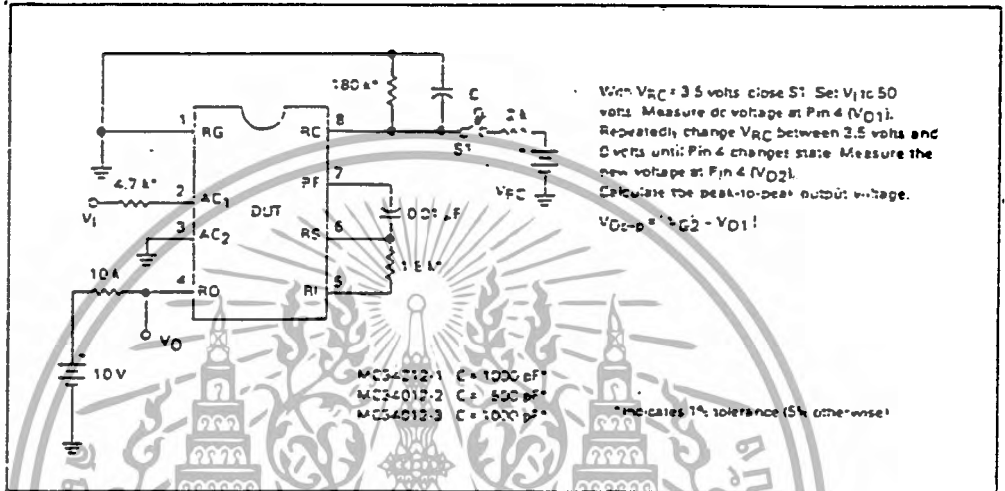 180 k*
C
2k
S1
VRC
1 RG
RC 8
4.7 k*
VI
2 AC1
3 AC2
DUT
PF 7
RS 6
10 k
4 RO
RI 5
VO
10 V
With VRC = 3.5 volts close S1. Set VI to 50
volts. Measure dc voltage at Pin 4 (VO1).
Repeatedly change VRC between 3.5 volts and
0 volts until Pin 4 changes state. Measure the
new voltage at Pin 4 (VO2).
Calculate the peak-to-peak output voltage.
- VO1
MC34012-1 C = 1000 pF*
MC34012-2 C = 500 pF*
MC34012-3 C = 1000 pF*
*Indicates 1% tolerance (5% otherwise)